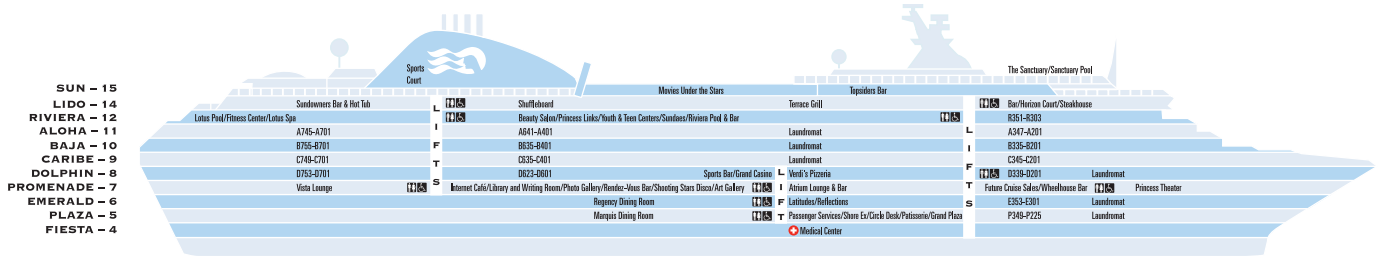 Sports
Court
The Sanctuary/Sanctuary Pool
SUN – 15 Movies Under the Stars Topsiders Bar
LIDO – 14 Sundowners Bar & Hot Tub Shuffleboard Terrace Grill Bar/Horizon Court/Steakhouse
RIVIERA – 12 Lotus Pool/Fitness Center/Lotus Spa Beauty Salon/Princess Links/Youth & Teen Centers/Sundaes/Riviera Pool & Bar R351-R303
ALOHA – 11 A745-A701 A641-A401 Laundromat A347-A201
BAJA – 10 B755-B701 B635-B401 Laundromat B335-B201
CARIBE – 9 C749-C701 C635-C401 Laundromat C345-C201
DOLPHIN – 8 D753-D701 D623-D601 Sports Bar/Grand Casino Verdi's Pizzeria D339-D201 Laundromat
PROMENADE – 7 Vista Lounge Internet Café/Library and Writing Room/Photo Gallery/Rendez-Vous Bar/Shooting Stars Disco/Art Gallery Atrium Lounge & Bar Future Cruise Sales/Wheelhouse Bar Princess Theater
EMERALD – 6 Regency Dining Room Latitudes/Reflections E353-E301 Laundromat
PLAZA – 5 Marquis Dining Room Passenger Services/Shore Ex/Circle Desk/Patisserie/Grand Plaza P349-P225 Laundromat
FIESTA – 4 Medical Center
LIFTS
LIFT
LIFTS